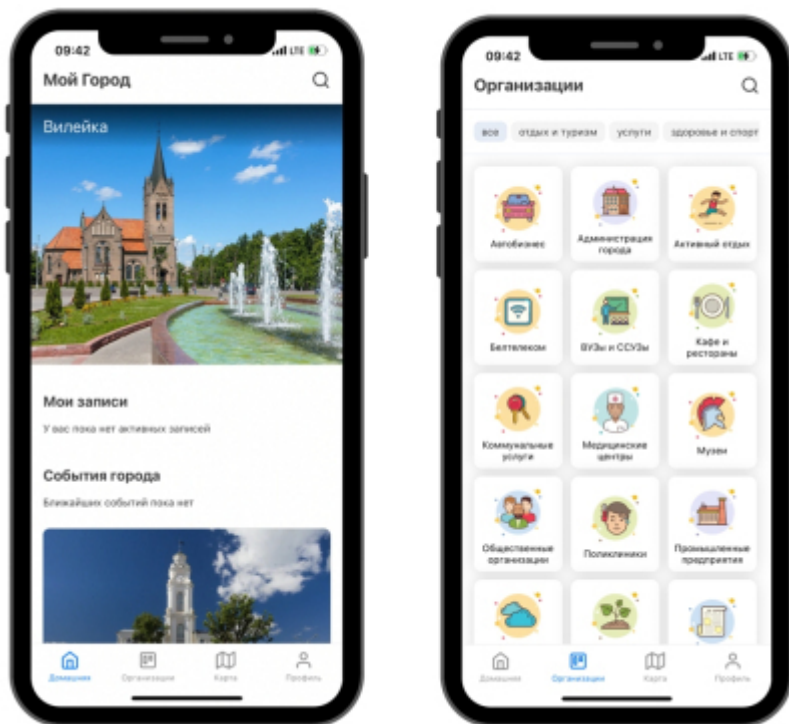 09:42
LTE
Мой Город
Вилейка
Мои записи
У вас пока нет активных записей
События города
Ближайших событий пока нет
Домашняя
Организации
Карта
Профиль
09:42
LTE
Организации
все
отдых и туризм
услуги
здоровье и спорт
Автобизнес
Администрация
города
Активный отдых
Белтелеком
ВУЗы и ССУЗы
Кафе и
рестораны
Коммунальные
услуги
Медицинские
центры
Музеи
Общественные
организации
Поликлиники
Промышленные
предприятия
Домашняя
Организации
Карта
Профиль